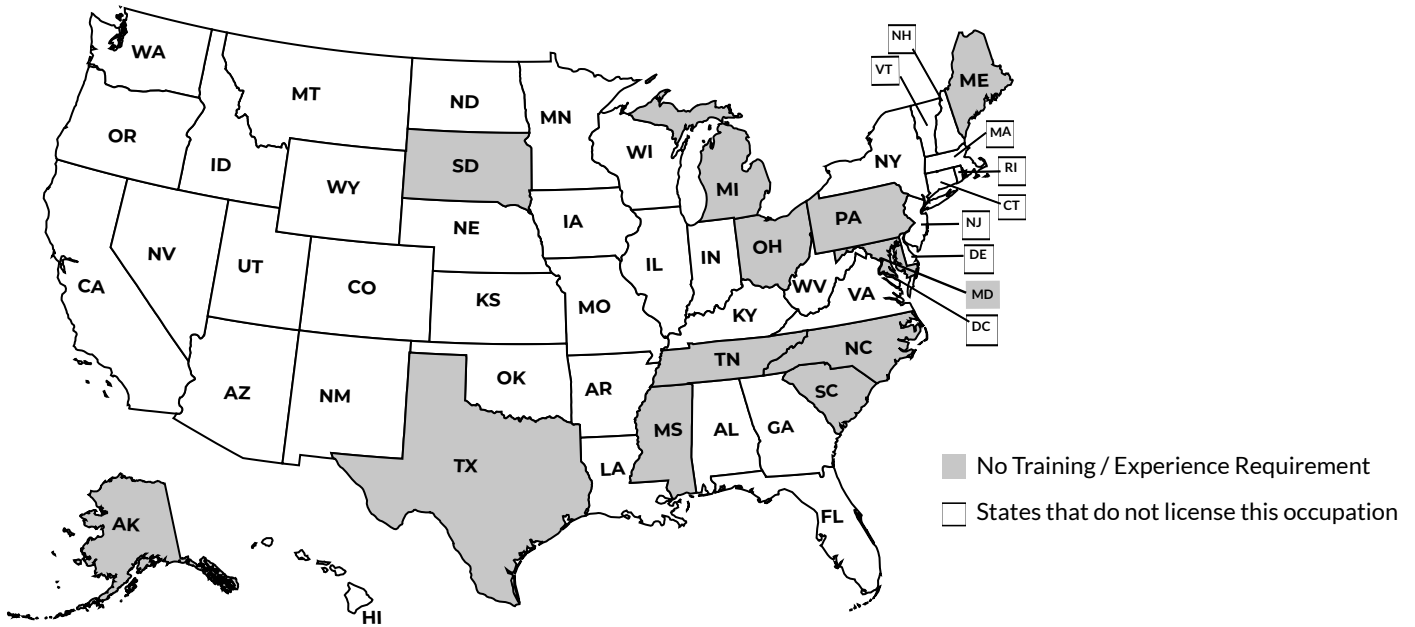 NH
WA
VT
ME
MT
ND
MN
OR
MA
WI
NY
ID
SD
RI
WY
MI
CT
PA
IA
NE
NJ
OH
NV
DE
UT
IL
IN
CO
CA
WV
VA
MD
KS
MO
KY
DC
NC
TN
OK
AR
SC
AZ
NM
MS
AL
GA
TX
LA
No Training / Experience Requirement
States that do not license this occupation
FL
AK
HI